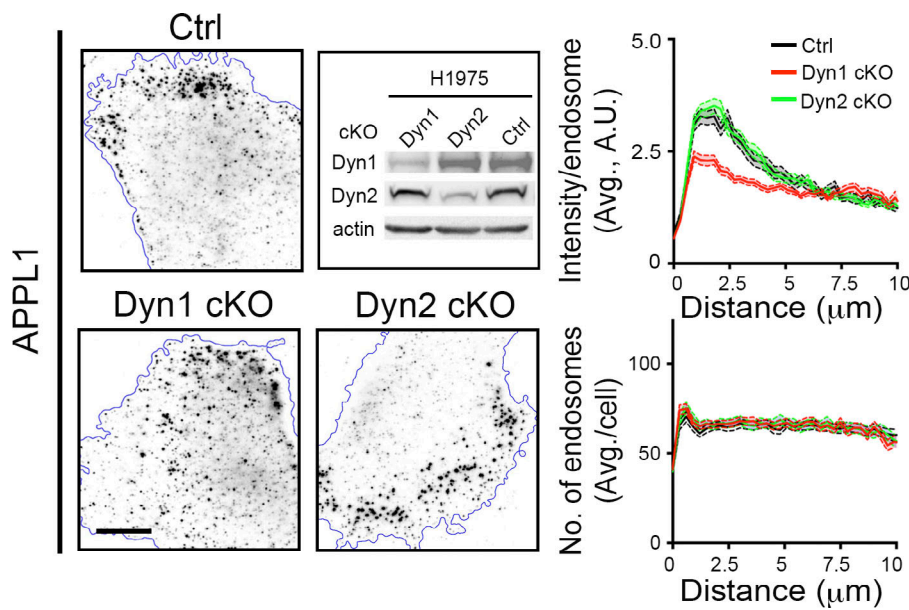 APPL1
Ctrl
H1975
cKO Dyn1 Dyn2 Ctrl
Dyn1
Dyn2
actin
Dyn1 cKO
Dyn2 cKO
Intensity/endosome
(Avg., A.U.)
5.0
2.5
0
Ctrl
Dyn1 cKO
Dyn2 cKO
0 2.5 5 7.5 10
Distance (μm)
No. of endosomes
(Avg./cell)
100
50
0
0 2.5 5 7.5 10
Distance (μm)